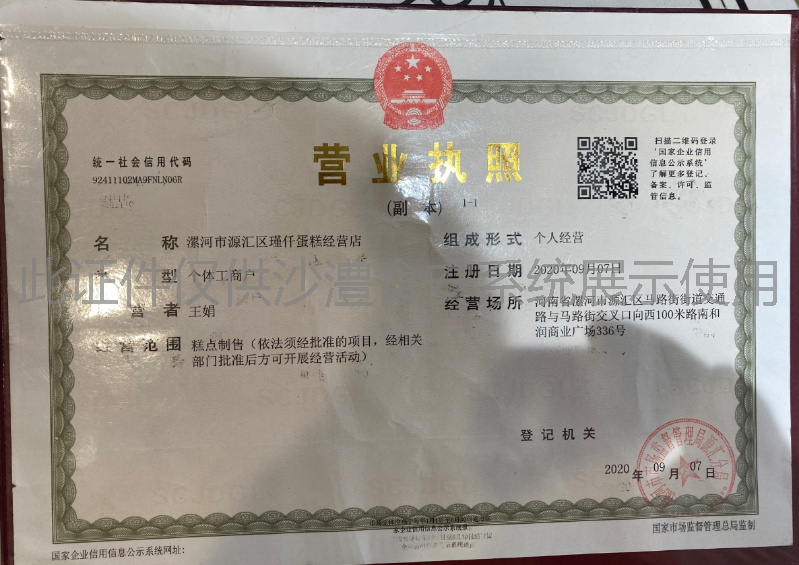 统一社会信用代码
92411102MA9FNLN06R
营业执照
(副 本) 1-1
扫描二维码登录
‘国家企业信用
信息公示系统’
了解更多登记、
备案、许可、监
管信息。
名 称 漯河市源汇区瑾仟蛋糕经营店
型 个体工商户
营 者 王娟
经营范围 糕点制售（依法须经批准的项目，经相关
部门批准后方可开展经营活动）
组成形式 个人经营
注册日期 2020年09月07日
经营场所 河南省漯河市源汇区马路街街道交通
路与马路街交叉口向西100米路南和
润商业广场336号
此证件仅供沙澧 系统展示使用
登记机关
2020 年 09 月 07 日
国家企业信用信息公示系统网址：
国家市场监督管理总局监制